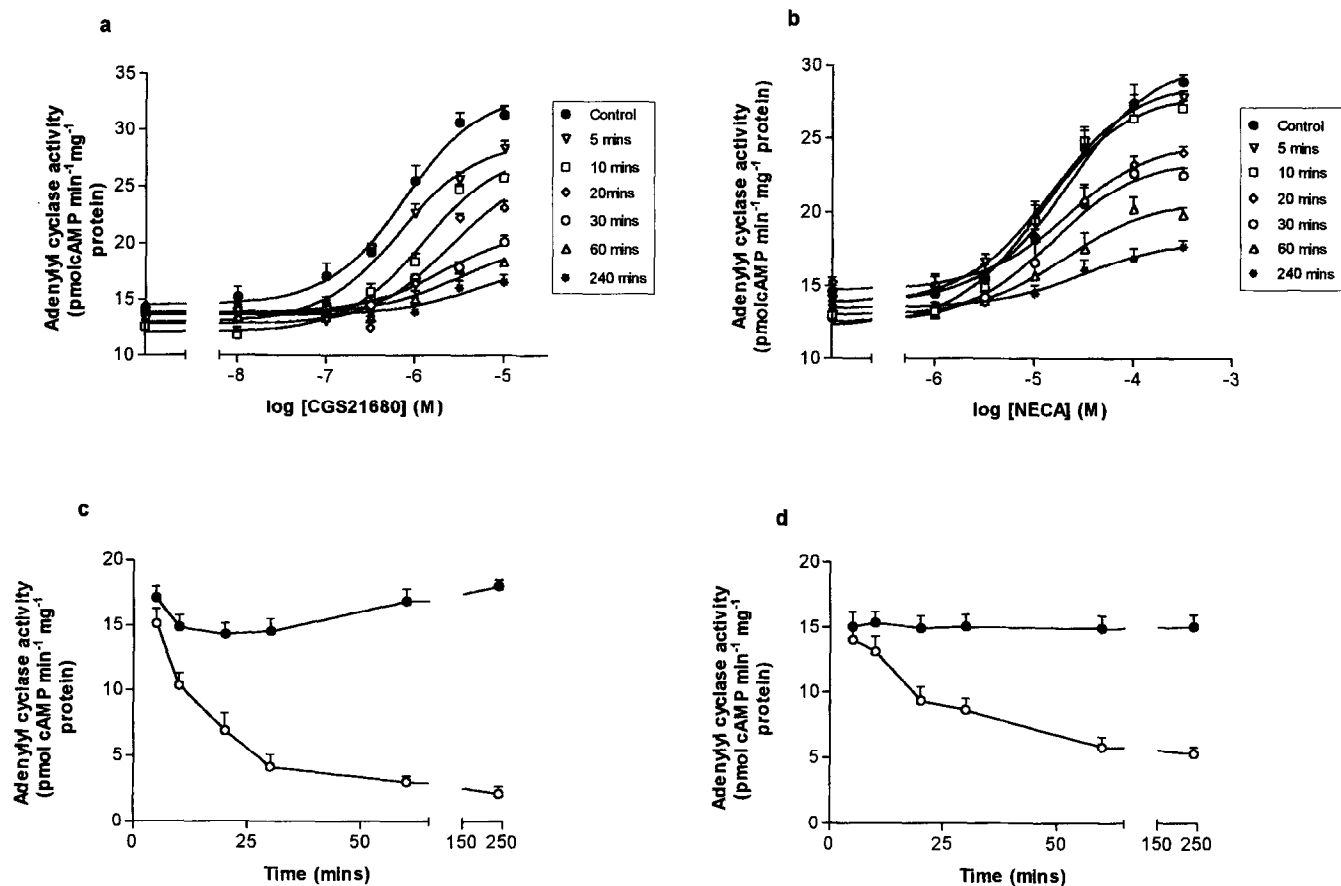 a
Adenylyl cyclase activity
(pmolcAMP min⁻¹mg⁻¹
protein)
35
30
25
20
15
10
-8
-7
-6
-5
log [CGS21680] (M)
Control
5 mins
10 mins
20mins
30 mins
60 mins
240 mins
b
Adenylyl cyclase activity
(pmolcAMP min⁻¹mg⁻¹ protein)
30
25
20
15
10
-6
-5
-4
-3
log [NECA] (M)
Control
5 mins
10 mins
20 mins
30 mins
60 mins
240 mins
c
Adenylyl cyclase activity
(pmol cAMP min⁻¹ mg⁻¹
protein)
20
15
10
5
0
0
25
50
150 250
Time (mins)
d
Adenylyl cyclase activity
(pmol cAMP min⁻¹ mg⁻¹
protein)
20
15
10
5
0
0
25
50
150 250
Time (mins)